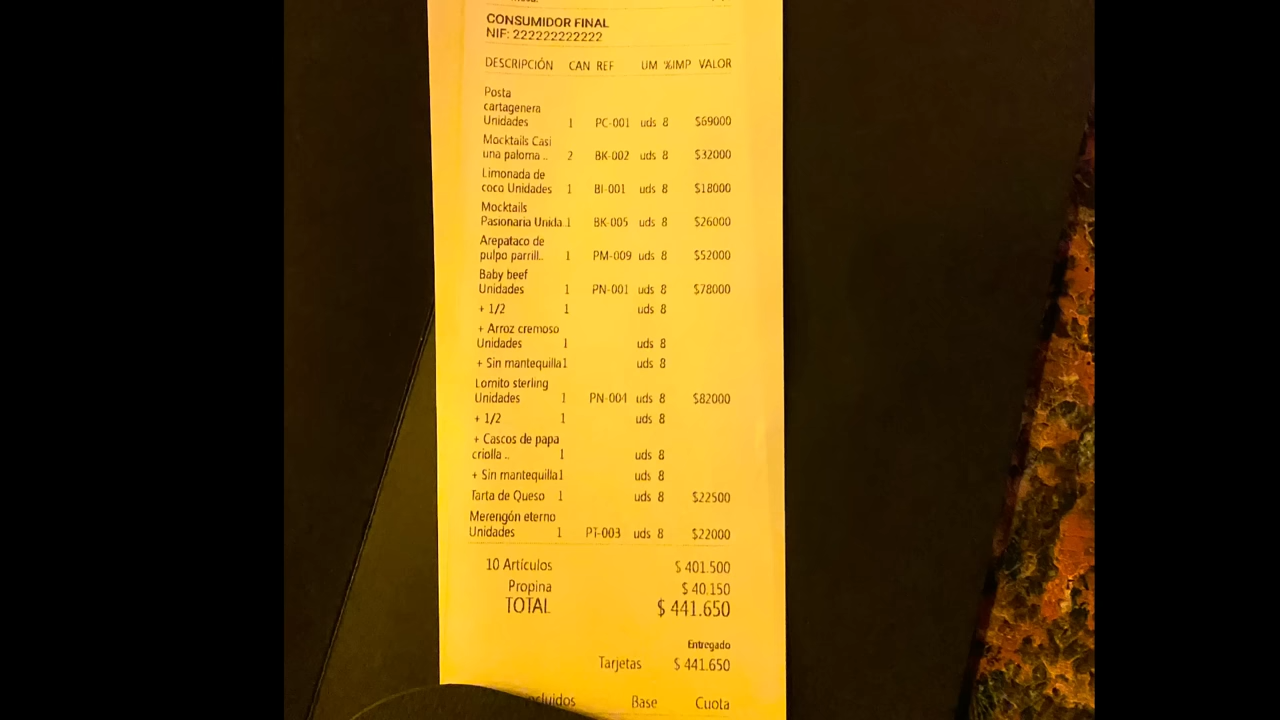 CONSUMIDOR FINAL
NIF: 222222222222
DESCRIPCIÓN CAN REF UM %IMP VALOR
Posta
cartagenera
Unidades 1 PC-001 uds 8 $69000
Mocktails Casi
una paloma .. 2 BK-002 uds 8 $32000
Limonada de
coco Unidades 1 BI-001 uds 8 $18000
Mocktails
Pasionaria Unida 1 BK-005 uds 8 $26000
Arepataco de
pulpo parrill.. 1 PM-009 uds 8 $52000
Baby beef
Unidades 1 PN-001 uds 8 $78000
+ 1/2 1 uds 8
+ Arroz cremoso
Unidades 1 uds 8
+ Sin mantequilla 1 uds 8
Lomito sterling
Unidades 1 PN-004 uds 8 $82000
+ 1/2 1 uds 8
+ Cascos de papa
criolla .. 1 uds 8
+ Sin mantequilla 1 uds 8
Tarta de Queso 1 uds 8 $22500
Merengón eterno
Unidades 1 PT-003 uds 8 $22000
10 Artículos $ 401.500
Propina $ 40.150
TOTAL $ 441.650
Entregado
Tarjetas $ 441.650
Base Cuota